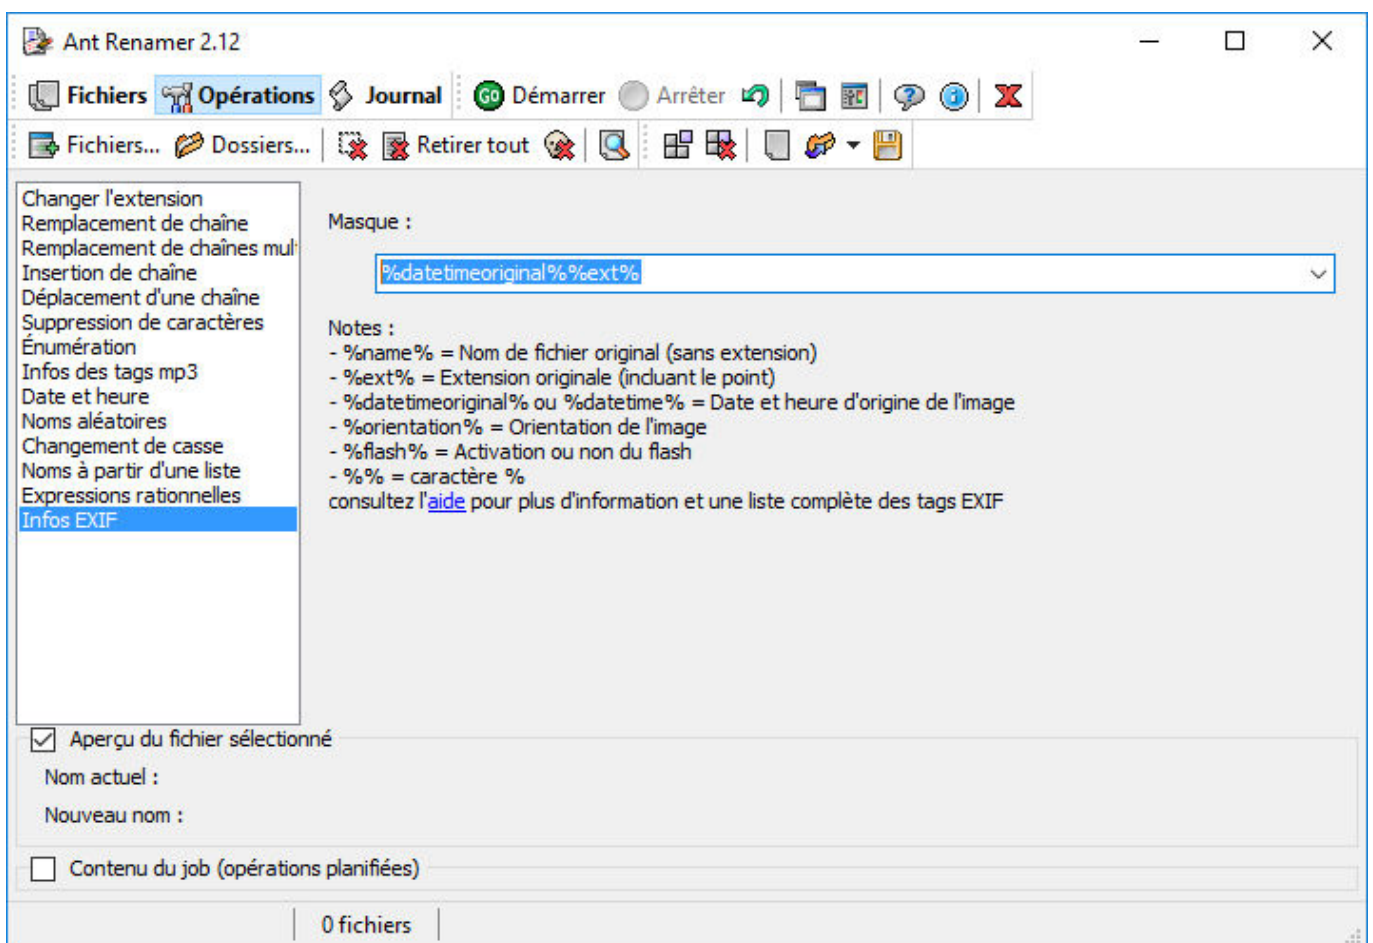 Ant Renamer 2.12
Fichiers Opérations Journal GO Démarrer Arrêter
Fichiers... Dossiers... Retirer tout
Changer l'extension
Remplacement de chaîne
Remplacement de chaînes mul
Insertion de chaîne
Déplacement d'une chaîne
Suppression de caractères
Énumération
Infos des tags mp3
Date et heure
Noms aléatoires
Changement de casse
Noms à partir d'une liste
Expressions rationnelles
Infos EXIF
Masque :
%datetimeoriginal%%ext%
Notes :
- %name% = Nom de fichier original (sans extension)
- %ext% = Extension originale (incluant le point)
- %datetimeoriginal% ou %datetime% = Date et heure d'origine de l'image
- %orientation% = Orientation de l'image
- %flash% = Activation ou non du flash
- %% = caractère %
consultez l'aide pour plus d'information et une liste complète des tags EXIF
Aperçu du fichier sélectionné
Nom actuel :
Nouveau nom :
Contenu du job (opérations planifiées)
0 fichiers